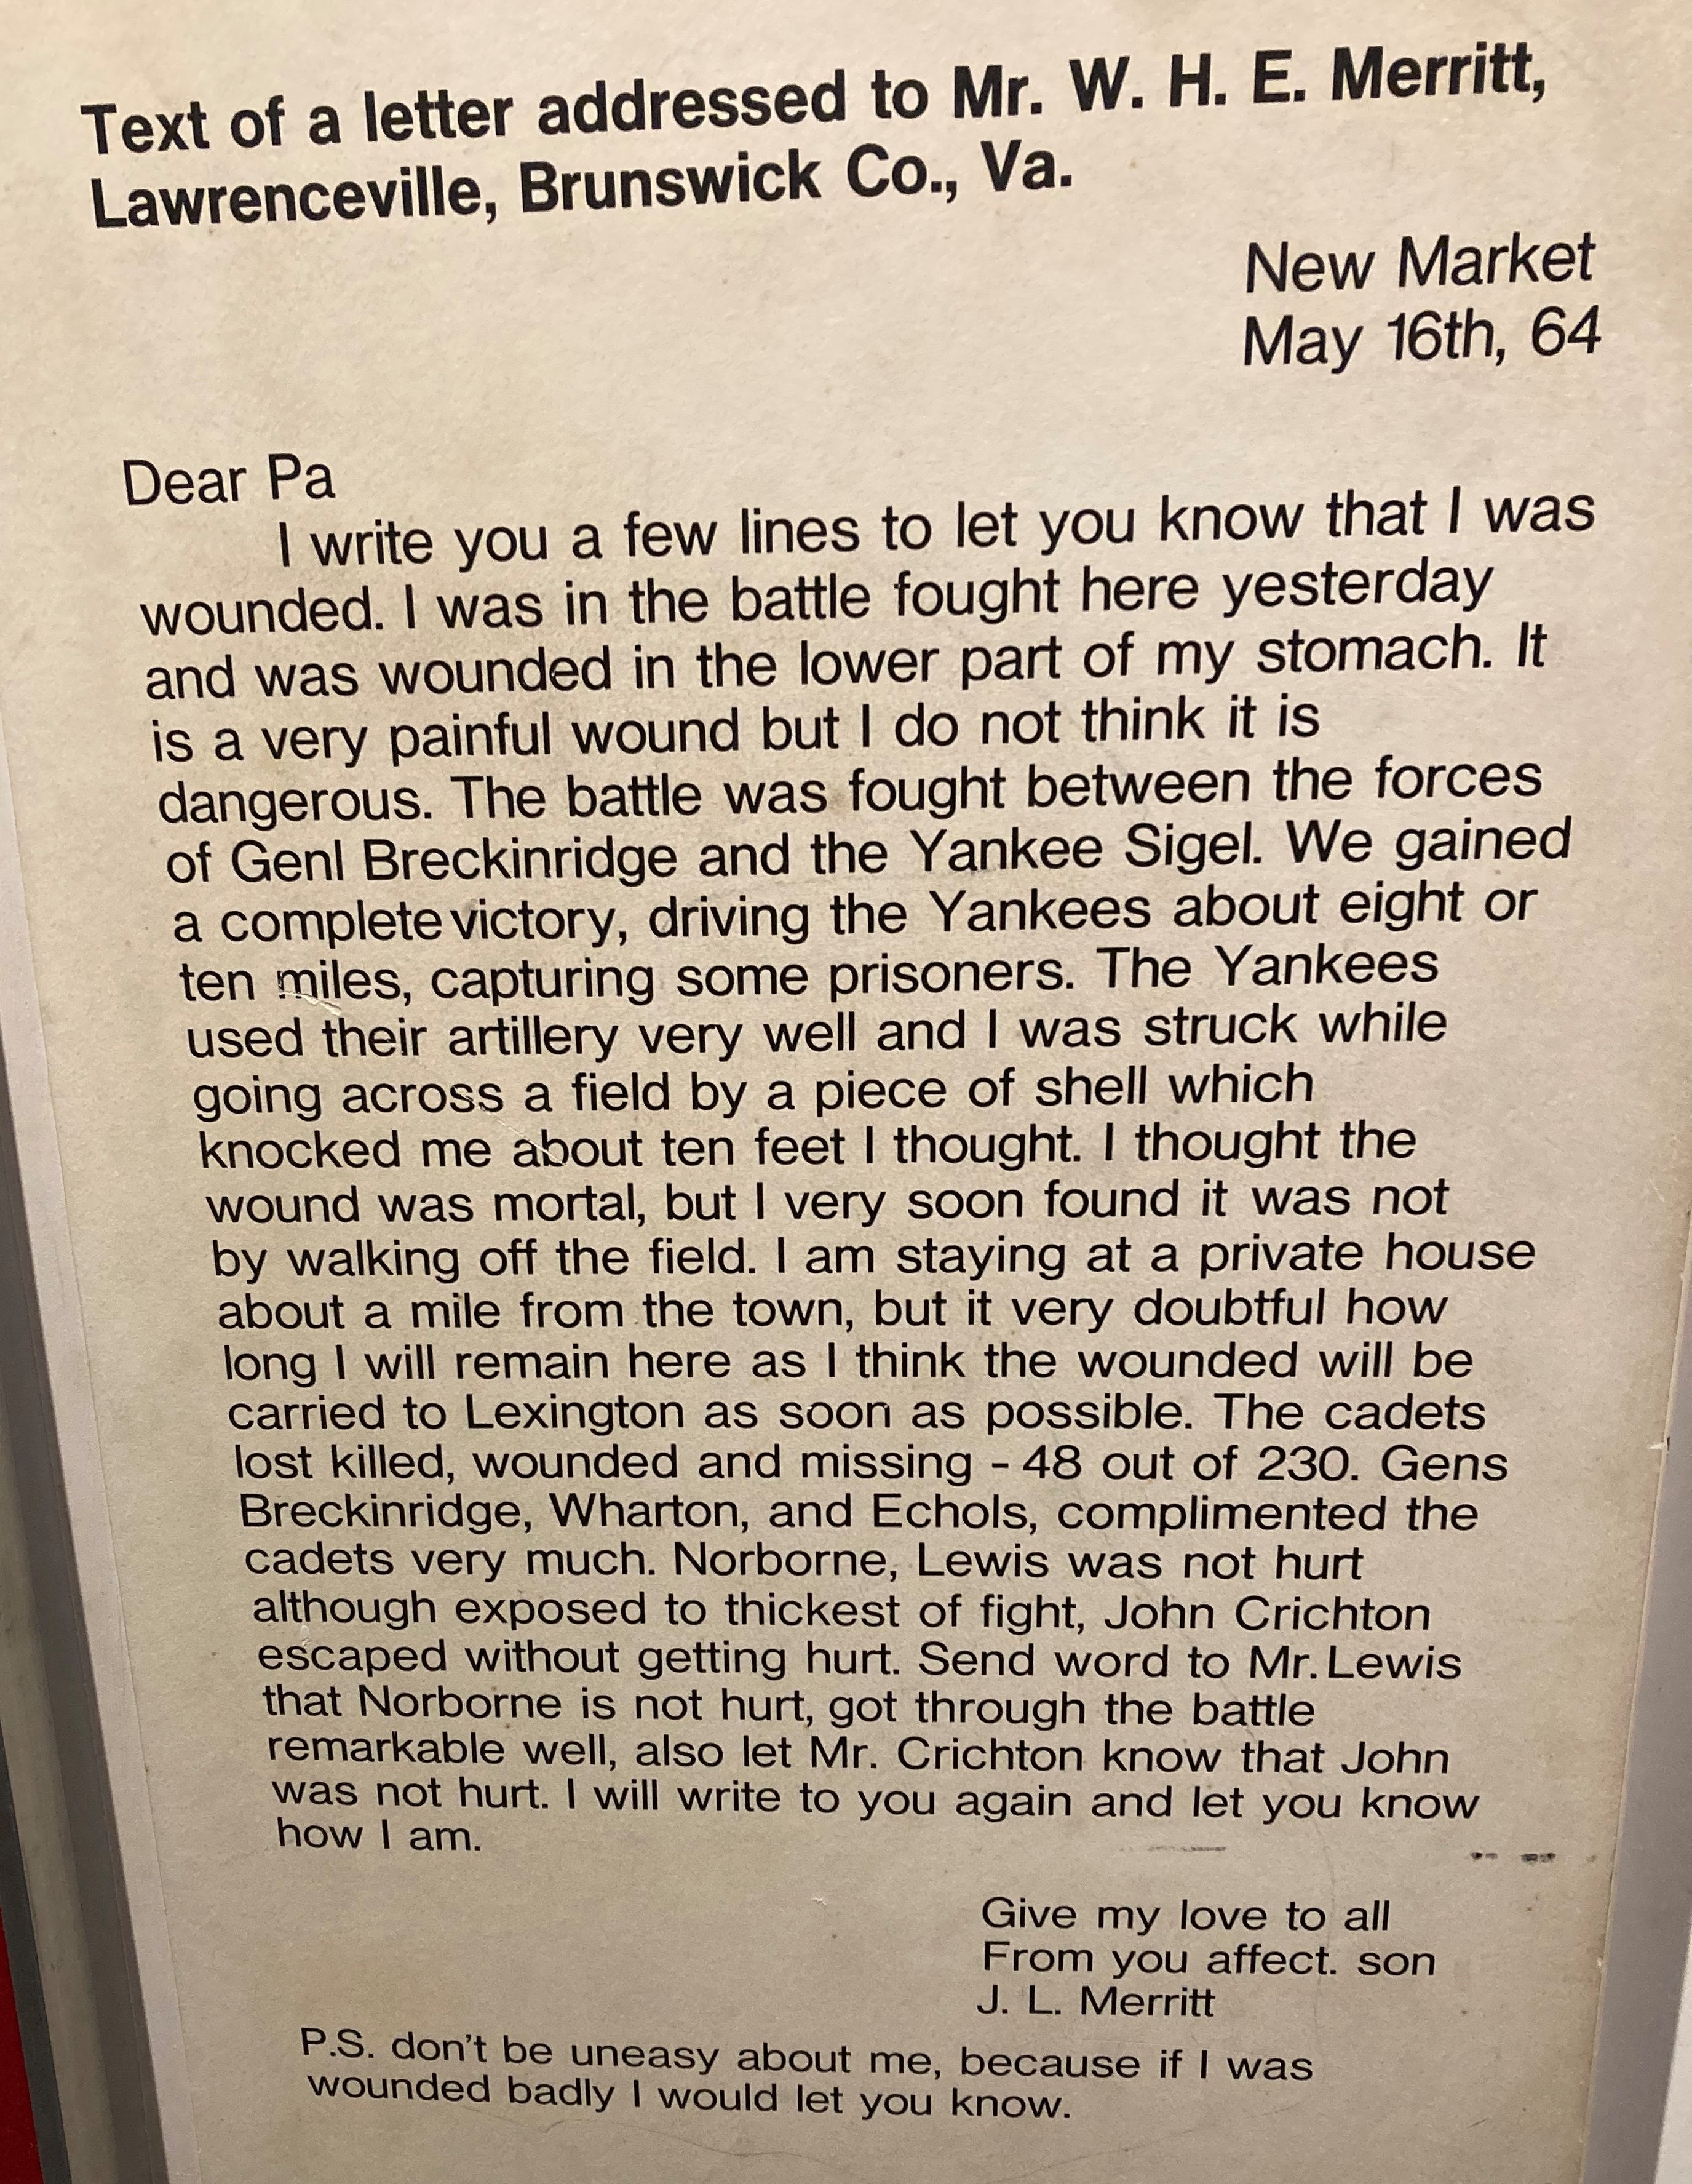 Text of a letter addressed to Mr. W. H. E. Merritt,
Lawrenceville, Brunswick Co., Va.
New Market
May 16th, 64
Dear Pa
I write you a few lines to let you know that I was
wounded. I was in the battle fought here yesterday
and was wounded in the lower part of my stomach. It
is a very painful wound but I do not think it is
dangerous. The battle was fought between the forces
of Genl Breckinridge and the Yankee Sigel. We gained
a complete victory, driving the Yankees about eight or
ten miles, capturing some prisoners. The Yankees
used their artillery very well and I was struck while
going across a field by a piece of shell which
knocked me about ten feet I thought. I thought the
wound was mortal, but I very soon found it was not
by walking off the field. I am staying at a private house
about a mile from the town, but it very doubtful how
long I will remain here as I think the wounded will be
carried to Lexington as soon as possible. The cadets
lost killed, wounded and missing - 48 out of 230. Gens
Breckinridge, Wharton, and Echols, complimented the
cadets very much. Norborne, Lewis was not hurt
although exposed to thickest of fight, John Crichton
escaped without getting hurt. Send word to Mr. Lewis
that Norborne is not hurt, got through the battle
remarkable well, also let Mr. Crichton know that John
was not hurt. I will write to you again and let you know
how I am.
Give my love to all
From you affect. son
J. L. Merritt
P.S. don't be uneasy about me, because if I was
wounded badly I would let you know.